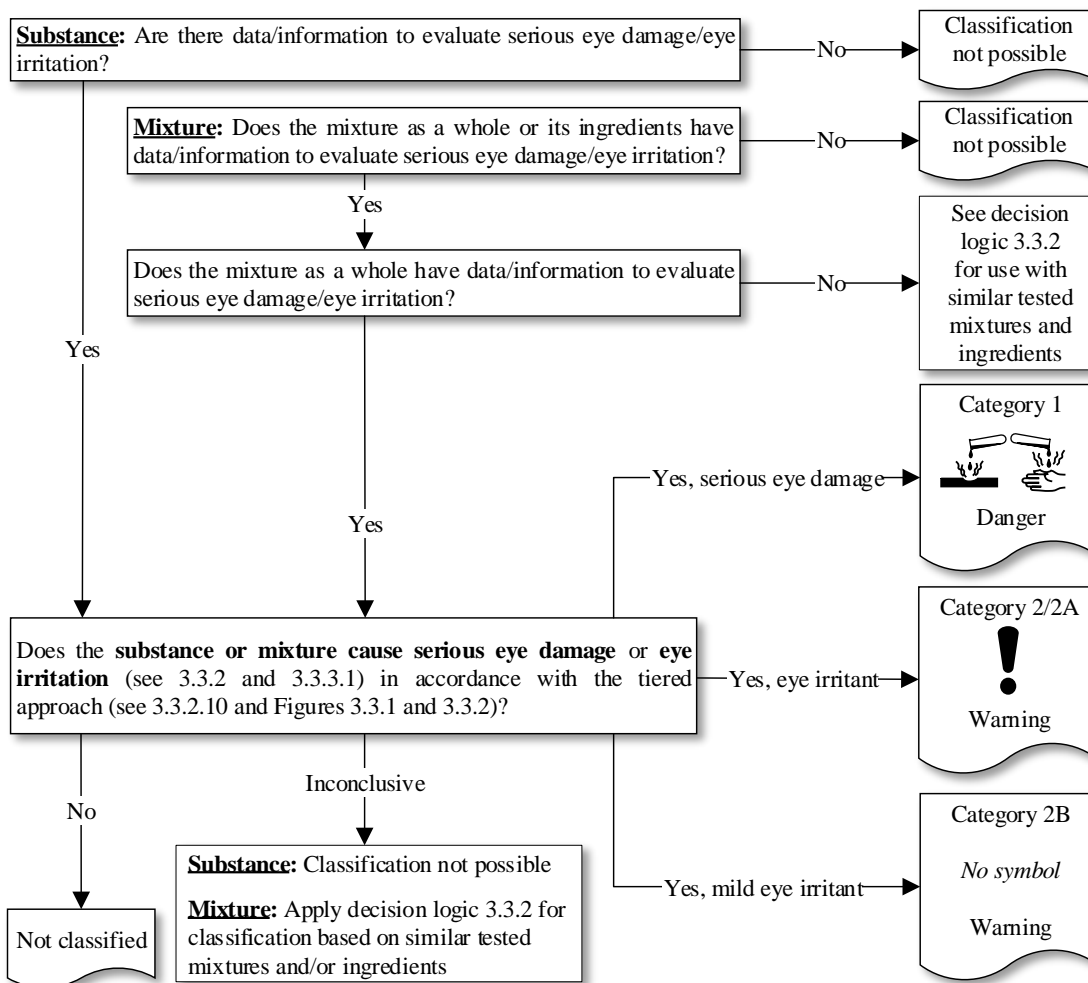 Substance: Are there data/information to evaluate serious eye damage/eye
irritation?
No
Classification
not possible
Mixture: Does the mixture as a whole or its ingredients have
data/information to evaluate serious eye damage/eye irritation?
No
Classification
not possible
Yes
Does the mixture as a whole have data/information to evaluate
serious eye damage/eye irritation?
No
See decision
logic 3.3.2
for use with
similar tested
mixtures and
ingredients
Yes
Yes
Yes, serious eye damage
Category 1
Danger
Does the substance or mixture cause serious eye damage or eye
irritation (see 3.3.2 and 3.3.3.1) in accordance with the tiered
approach (see 3.3.2.10 and Figures 3.3.1 and 3.3.2)?
Yes, eye irritant
Category 2/2A
Warning
No
Inconclusive
Yes, mild eye irritant
Category 2B
No symbol
Warning
Not classified
Substance: Classification not possible
Mixture: Apply decision logic 3.3.2 for
classification based on similar tested
mixtures and/or ingredients